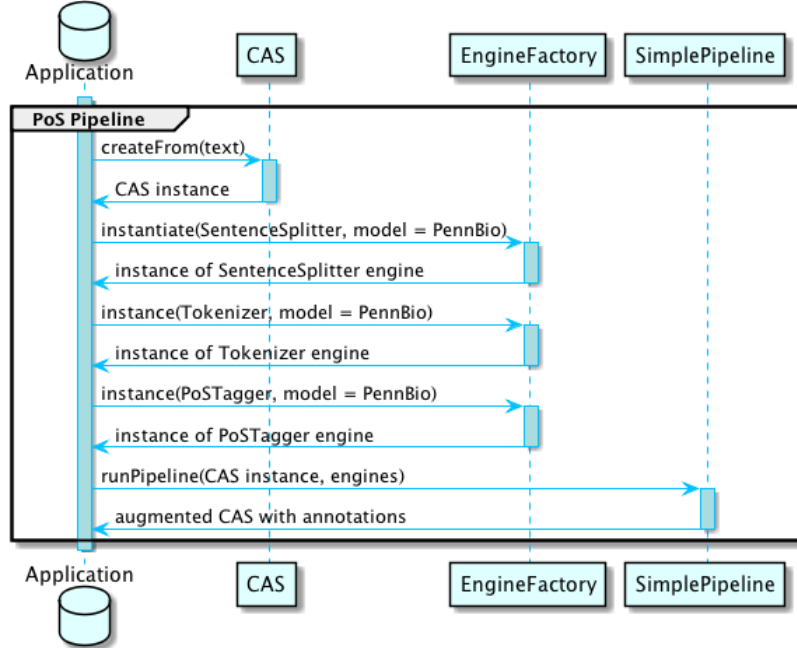 Application
CAS
EngineFactory
SimplePipeline
PoS Pipeline
createFrom(text)
CAS instance
instantiate(SentenceSplitter, model = PennBio)
instance of SentenceSplitter engine
instance(Tokenizer, model = PennBio)
instance of Tokenizer engine
instance(PoSTagger, model = PennBio)
instance of PoSTagger engine
runPipeline(CAS instance, engines)
augmented CAS with annotations
Application
CAS
EngineFactory
SimplePipeline